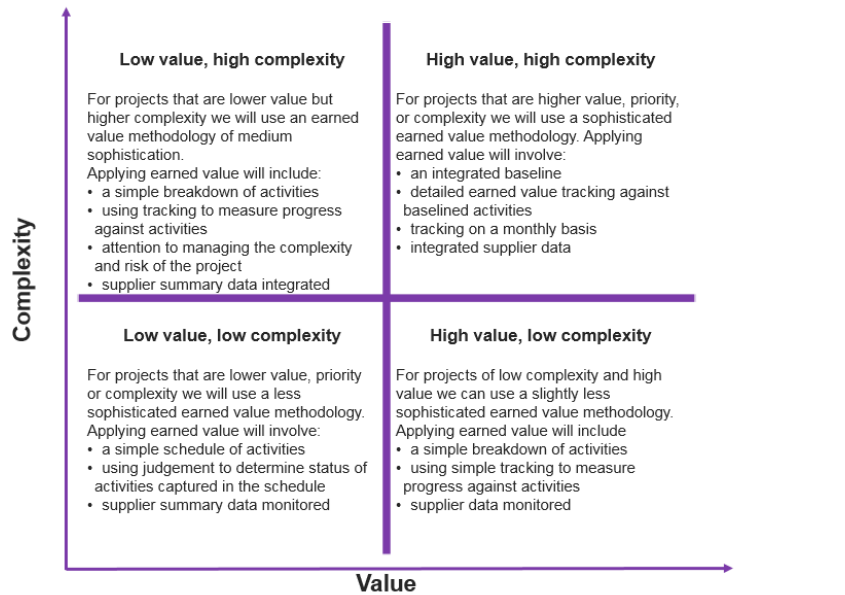 Complexity
Low value, high complexity
For projects that are lower value but
higher complexity we will use an earned
value methodology of medium
sophistication.
Applying earned value will include:
• a simple breakdown of activities
• using tracking to measure progress
against activities
• attention to managing the complexity
and risk of the project
• supplier summary data integrated
High value, high complexity
For projects that are higher value, priority,
or complexity we will use a sophisticated
earned value methodology. Applying
earned value will involve:
• an integrated baseline
• detailed earned value tracking against
baselined activities
• tracking on a monthly basis
• integrated supplier data
Low value, low complexity
For projects that are lower value, priority
or complexity we will use a less
sophisticated earned value methodology.
Applying earned value will involve:
• a simple schedule of activities
• using judgement to determine status of
activities captured in the schedule
• supplier summary data monitored
High value, low complexity
For projects of low complexity and high
value we can use a slightly less
sophisticated earned value methodology.
Applying earned value will include
• a simple breakdown of activities
• using simple tracking to measure
progress against activities
• supplier data monitored
Value